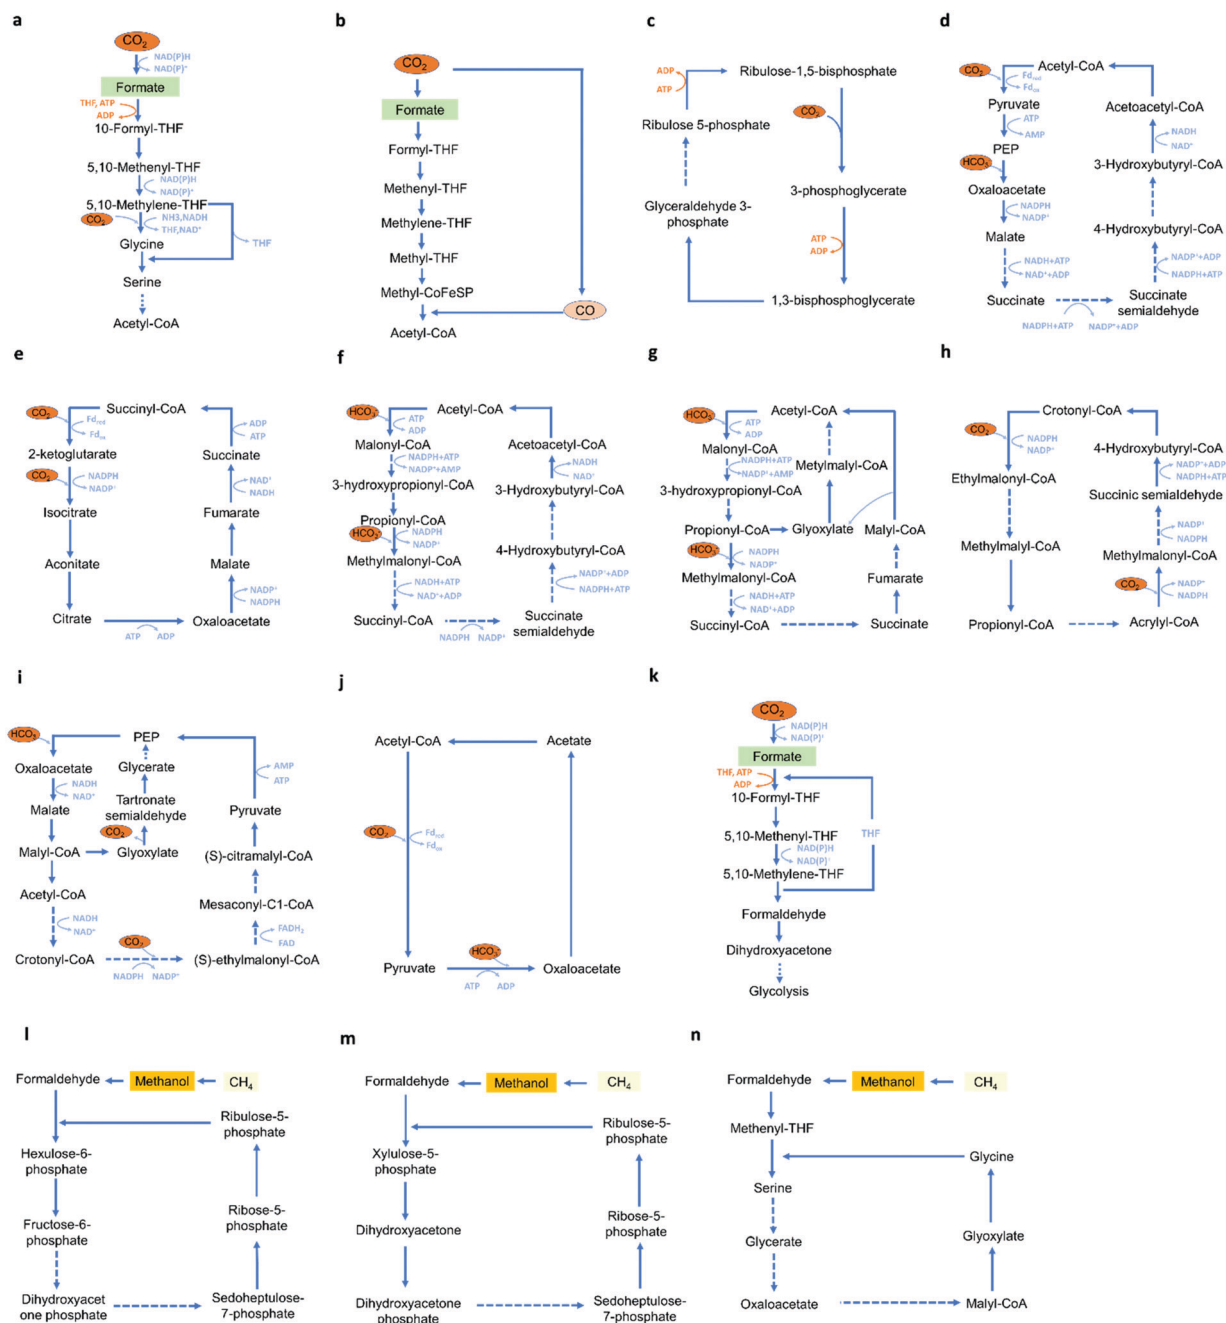 a
CO₂
NAD(P)H
NAD(P)⁺
Formate
THF, ATP
ADP
10-Formyl-THF
5,10-Methenyl-THF
NAD(P)H
NAD(P)⁺
5,10-Methylene-THF
CO₂
NH3,NADH
THF,NAD⁺
THF
Glycine
Serine
Acetyl-CoA
b
CO₂
Formate
Formyl-THF
Methenyl-THF
Methylene-THF
Methyl-THF
Methyl-CoFeSP
CO
Acetyl-CoA
c
ADP
ATP
Ribulose-1,5-bisphosphate
CO₂
Ribulose 5-phosphate
3-phosphoglycerate
Glyceraldehyde 3-
phosphate
ATP
ADP
1,3-bisphosphoglycerate
d
Acetyl-CoA
CO₂
Fd_red
Fd_ox
Pyruvate
ATP
AMP
PEP
HCO₃⁻
Oxaloacetate
NADPH
NADP⁺
Malate
NADH+ATP
NAD⁺+ADP
Succinate
NADPH+ATP
NADP⁺+ADP
Succinate
semialdehyde
NADP⁺+ADP
NADPH+ATP
4-Hydroxybutyryl-CoA
3-Hydroxybutyryl-CoA
NADH
NAD⁺
Acetoacetyl-CoA
e
Succinyl-CoA
CO₂
Fd_red
Fd_ox
2-ketoglutarate
CO₂
NADPH
NADP⁺
Isocitrate
Aconitate
Citrate
ATP
ADP
Oxaloacetate
NADP⁺
NADPH
Malate
Fumarate
NAD⁺
NADH
Succinate
ADP
ATP
f
Acetyl-CoA
HCO₃⁻
ATP
ADP
Malonyl-CoA
NADPH+ATP
NADP⁺+AMP
3-hydroxypropionyl-CoA
Propionyl-CoA
HCO₃⁻
NADPH
NADP⁺
Methylmalonyl-CoA
NADH+ATP
NAD⁺+ADP
Succinyl-CoA
NADPH
NADP⁺
Succinate
semialdehyde
NADP⁺+ADP
NADPH+ATP
4-Hydroxybutyryl-CoA
3-Hydroxybutyryl-CoA
NADH
NAD⁺
Acetoacetyl-CoA
g
Acetyl-CoA
HCO₃⁻
ATP
ADP
Malonyl-CoA
NADPH+ATP
NADP⁺+AMP
3-hydroxypropionyl-CoA
Propionyl-CoA
HCO₃⁻
NADPH
NADP⁺
Methylmalonyl-CoA
NADH+ATP
NAD⁺+ADP
Succinyl-CoA
Metylmalyl-CoA
Glyoxylate
Malyl-CoA
Fumarate
Succinate
h
Crotonyl-CoA
CO₂
NADPH
NADP⁺
Ethylmalonyl-CoA
Methylmalyl-CoA
Propionyl-CoA
Acrylyl-CoA
CO₂
NADP⁺
NADPH
Methylmalonyl-CoA
NADP⁺
NADPH
Succinic semialdehyde
NADP⁺+ADP
NADPH+ATP
4-Hydroxybutyryl-CoA
i
PEP
HCO₃⁻
Oxaloacetate
NADH
NAD⁺
Malate
Malyl-CoA
Acetyl-CoA
NADH
NAD⁺
Crotonyl-CoA
CO₂
NADPH
NADP⁺
(S)-ethylmalonyl-CoA
FADH₂
FAD
Mesaconyl-C1-CoA
(S)-citramalyl-CoA
Pyruvate
AMP
ATP
Glycerate
Tartronate
semialdehyde
CO₂
Glyoxylate
j
Acetyl-CoA
Acetate
CO₂
Fd_red
Fd_ox
Pyruvate
HCO₃⁻
ATP
ADP
Oxaloacetate
k
CO₂
NAD(P)H
NAD(P)⁺
Formate
THF, ATP
ADP
10-Formyl-THF
5,10-Methenyl-THF
THF
NAD(P)H
NAD(P)⁺
5,10-Methylene-THF
Formaldehyde
Dihydroxyacetone
Glycolysis
l
Formaldehyde
Methanol
CH₄
Ribulose-5-
phosphate
Hexulose-6-
phosphate
Fructose-6-
phosphate
Ribose-5-
phosphate
Dihydroxyacet
one phosphate
Sedoheptulose-
7-phosphate
m
Formaldehyde
Methanol
CH₄
Ribulose-5-
phosphate
Xylulose-5-
phosphate
Dihydroxyacetone
Ribose-5-
phosphate
Dihydroxyacetone
phosphate
Sedoheptulose-
7-phosphate
n
Formaldehyde
Methanol
CH₄
Methenyl-THF
Glycine
Serine
Glycerate
Glyoxylate
Oxaloacetate
Malyl-CoA